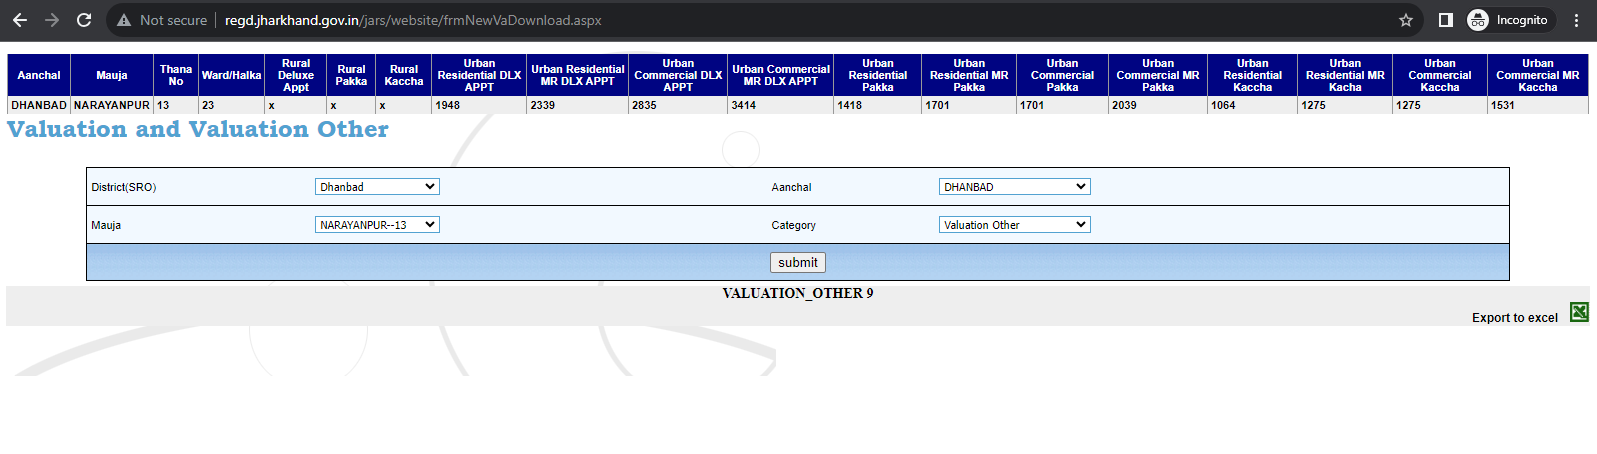 Not secure regd.jharkhand.gov.in/jars/website/frmNewVaDownload.aspx Incognito
Aanchal Mauja Thana No Ward/Halka Rural Deluxe Appt Rural Pakka Rural Kaccha Urban Residential DLX APPT Urban Residential MR DLX APPT Urban Commercial DLX APPT Urban Commercial MR DLX APPT Urban Residential Pakka Urban Residential MR Pakka Urban Commercial Pakka Urban Commercial MR Pakka Urban Residential Kaccha Urban Residential MR Kacha Urban Commercial Kaccha Urban Commercial MR Kaccha
DHANBAD NARAYANPUR 13 23 x x x 1948 2339 2835 3414 1418 1701 1701 2039 1064 1275 1275 1531
Valuation and Valuation Other
District(SRO) Dhanbad Aanchal DHANBAD
Mauja NARAYANPUR--13 Category Valuation Other
submit
VALUATION_OTHER 9
Export to excel